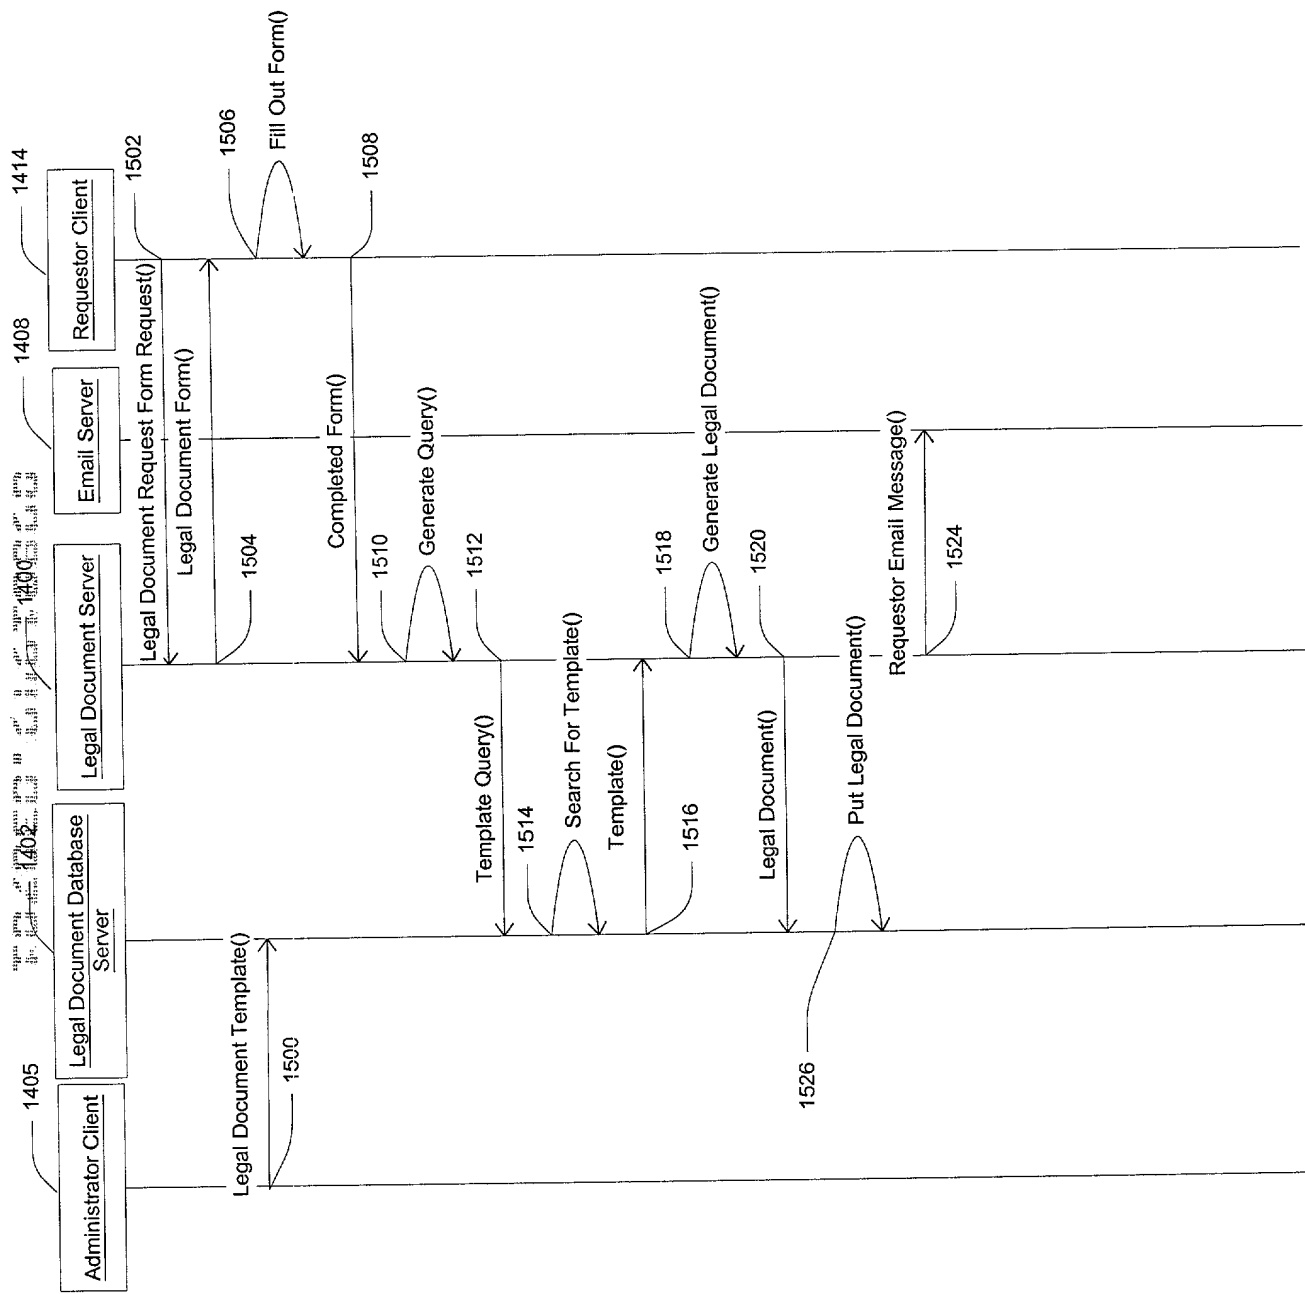 1405
Administrator Client
1402
Legal Document Database
Server
1400
Legal Document Server
1408
Email Server
1414
Requestor Client
1502
Legal Document Request Form Request()
Legal Document Form()
1504
1506
Fill Out Form()
Legal Document Template()
1500
Completed Form()
1508
1510
Generate Query()
1512
Template Query()
1514
Search For Template()
Template()
1516
1518
Generate Legal Document()
1520
Legal Document()
1526
Put Legal Document()
Requestor Email Message()
1524